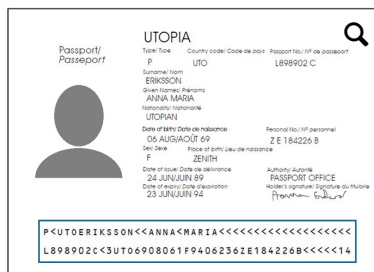 UTOPIA
Passport/
Passeport
Type/ Type Country code/ Code de pays Passport No./ Nº de passeport
P UTO L898902 C
Surname/ Nom
ERIKSSON
Given Names/ Prénoms
ANNA MARIA
Nationality/ Nationalité
UTOPIAN
Date of birth/ Date de naissance Personal No./ Nº personnel
06 AUG/AOÛT 69 Z E 184226 B
Sex/ Sexe Place of birth/ Lieu de naissance
F ZENITH
Date of issue/ Date de délivrance Authority/ Autorité
24 JUN/JUIN 89 PASSPORT OFFICE
Date of expiry/ Date d'expiration Holder's signature/ Signature du titulaire
23 JUN/JUIN 94
P<UTOERIKSSON<<ANNA<MARIA<<<<<<<<<<<<<<<<<<<
L898902C<3UTO6908061F9406236ZE184226B<<<<<14